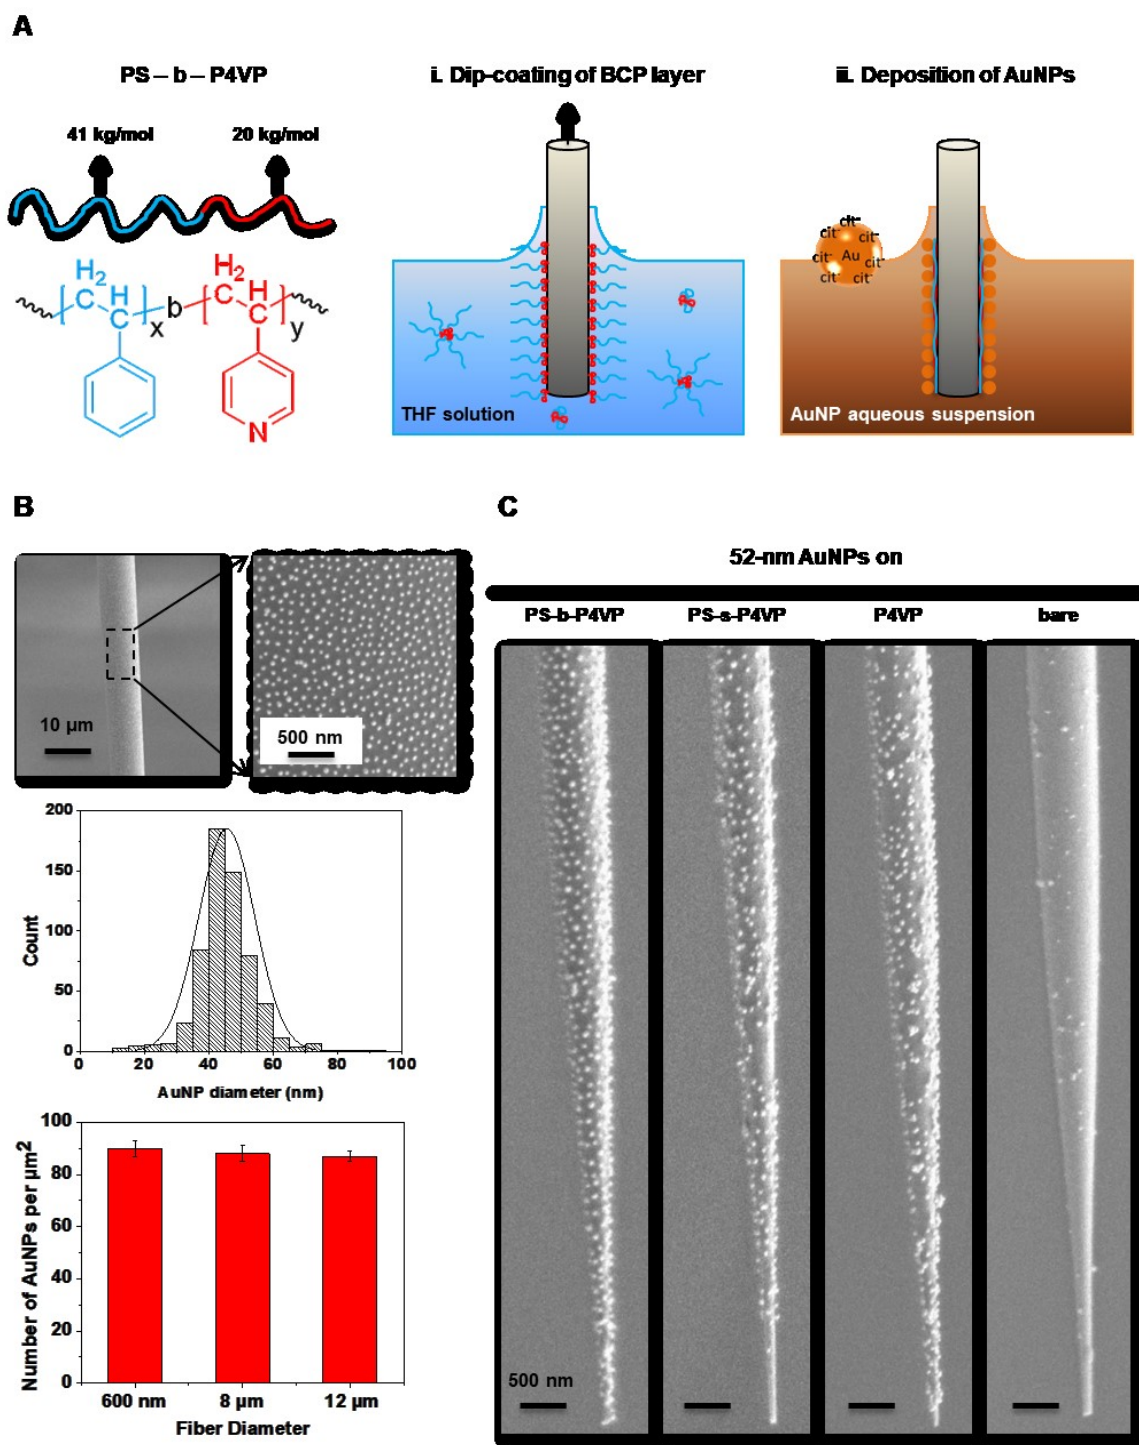 A
PS – b – P4VP
i. Dip-coating of BCP layer
ii. Deposition of AuNPs
41 kg/mol
20 kg/mol
cit-
cit-
cit-
cit-
Au
cit-
cit-
cit-
H2
C
H
C
x
b
H2
C
H
C
y
N
THF solution
AuNP aqueous suspension
B
C
10 µm
500 nm
52-nm AuNPs on
PS-b-P4VP
PS-s-P4VP
P4VP
bare
200
150
100
50
0
Count
0
20
40
60
80
100
AuNP diameter (nm)
100
80
60
40
20
0
Number of AuNPs per µm2
600 nm
8 µm
12 µm
Fiber Diameter
500 nm